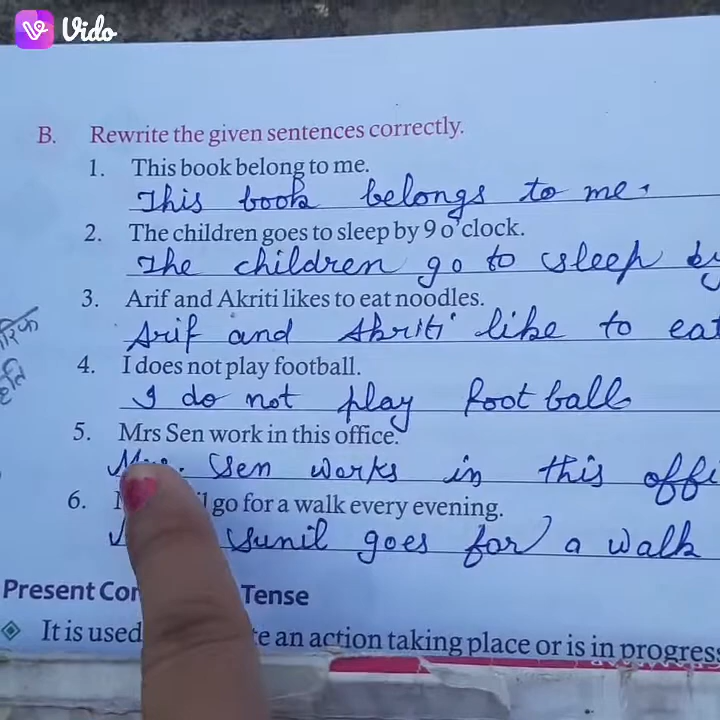 Vido
B. Rewrite the given sentences correctly.
1. This book belong to me.
This book belongs to me.
2. The children goes to sleep by 9 o'clock.
The children go to sleep by
3. Arif and Akriti likes to eat noodles.
Arif and Akriti like to eat
4. I does not play football.
I do not play football
5. Mrs Sen work in this office.
Mrs. Sen works in this offi
6. go for a walk every evening.
Sunil goes for a walk
Present Con Tense
It is used an action taking place or is in progress